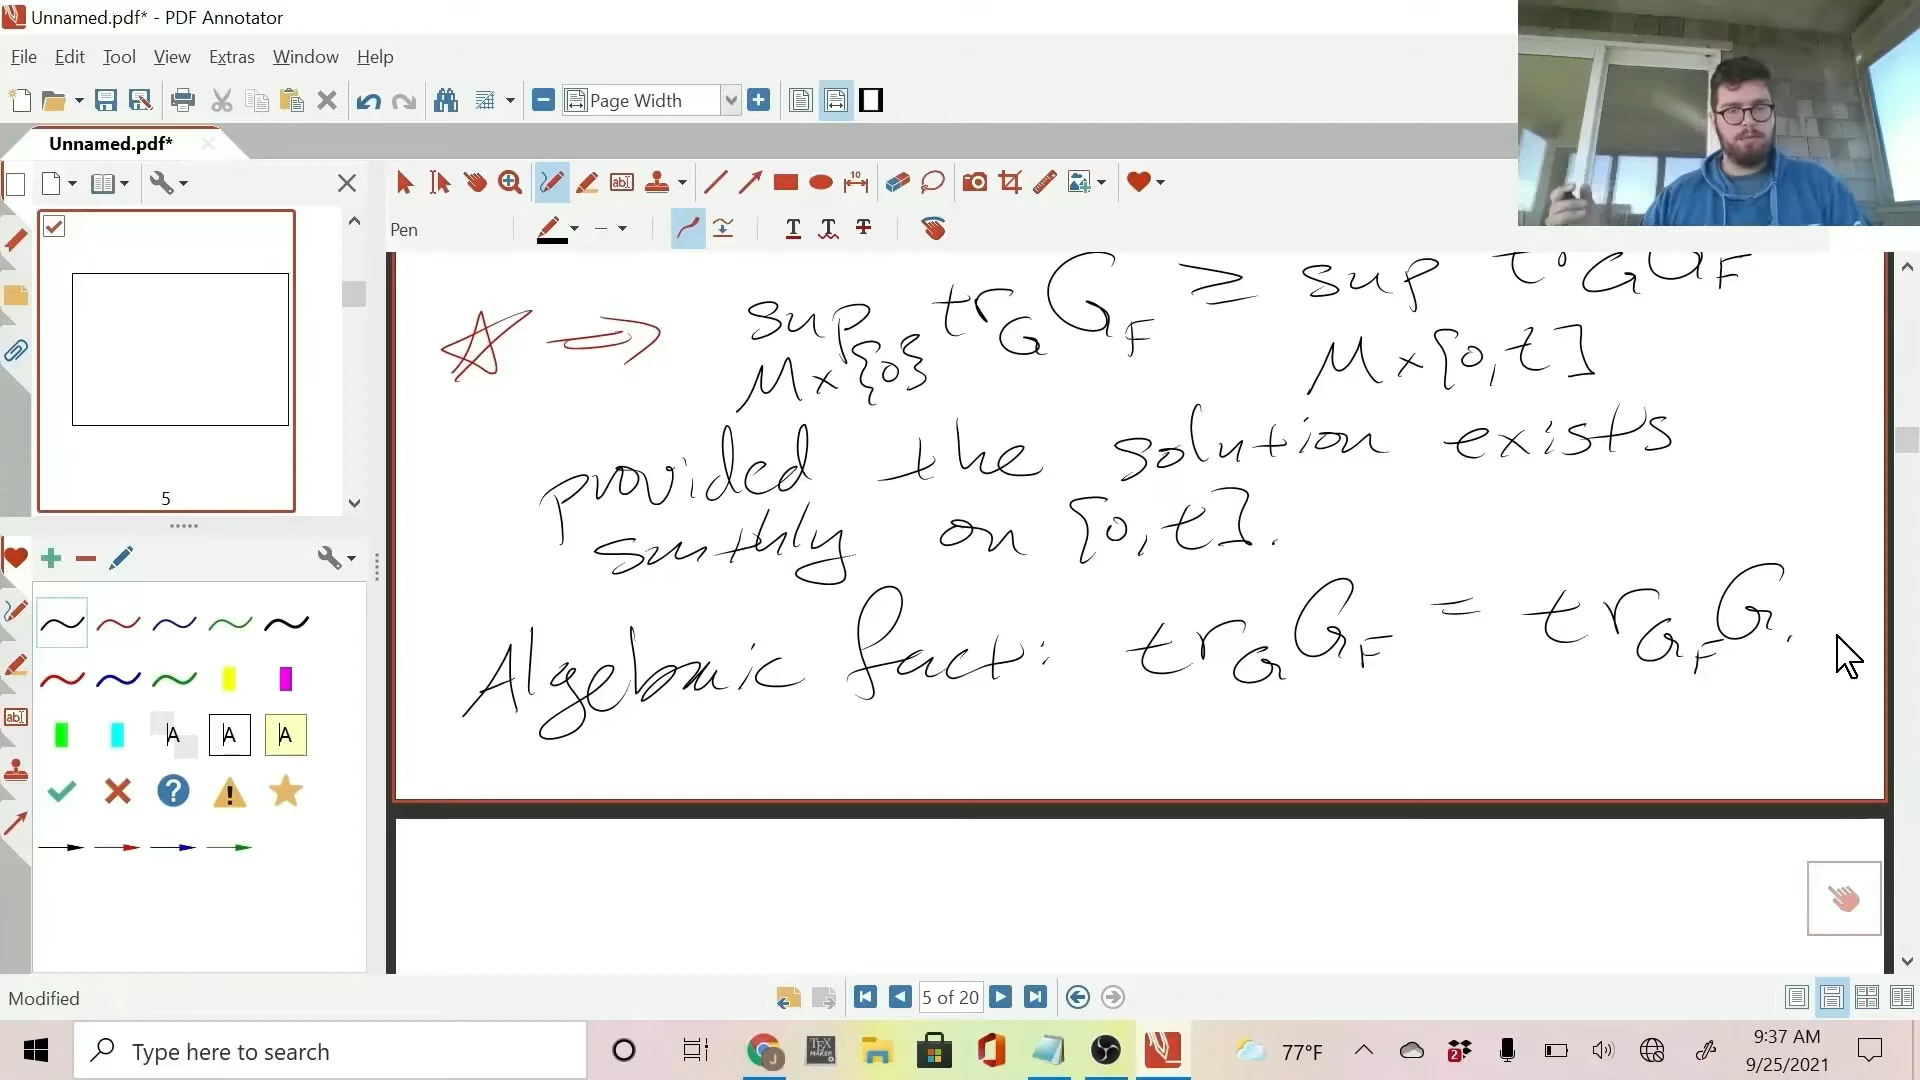 Unnamed.pdf* - PDF Annotator
File Edit Tool View Extras Window Help
Page Width
Unnamed.pdf*
Pen
5
☆ ⇒ sup tr_G G_F ≥ sup tr_G G_F
M×{0} M×[0,t]
provided the solution exists
smthly on [0,t].
Algebraic fact: tr_G G_F = tr_{G_F} G.
A A A
Modified
5 of 20
Type here to search
77°F
9:37 AM
9/25/2021